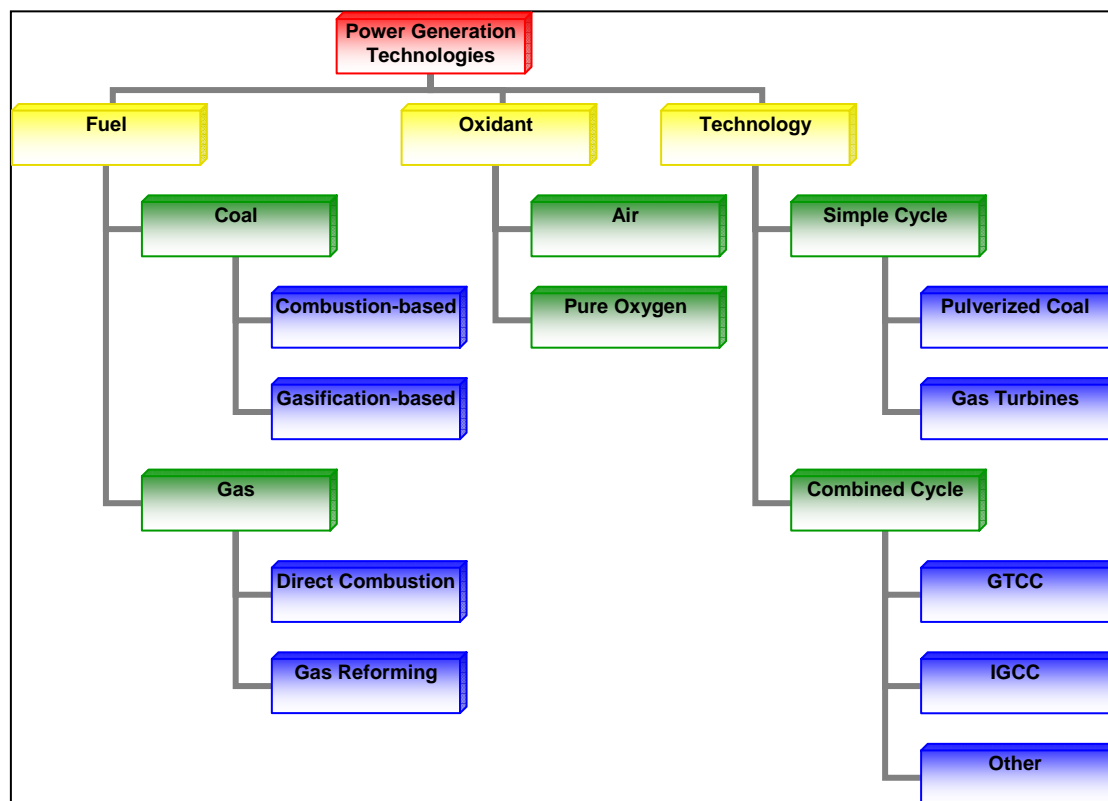 Power Generation
Technologies
Fuel
Oxidant
Technology
Coal
Air
Simple Cycle
Combustion-based
Pure Oxygen
Pulverized Coal
Gasification-based
Gas Turbines
Gas
Combined Cycle
Direct Combustion
GTCC
Gas Reforming
IGCC
Other